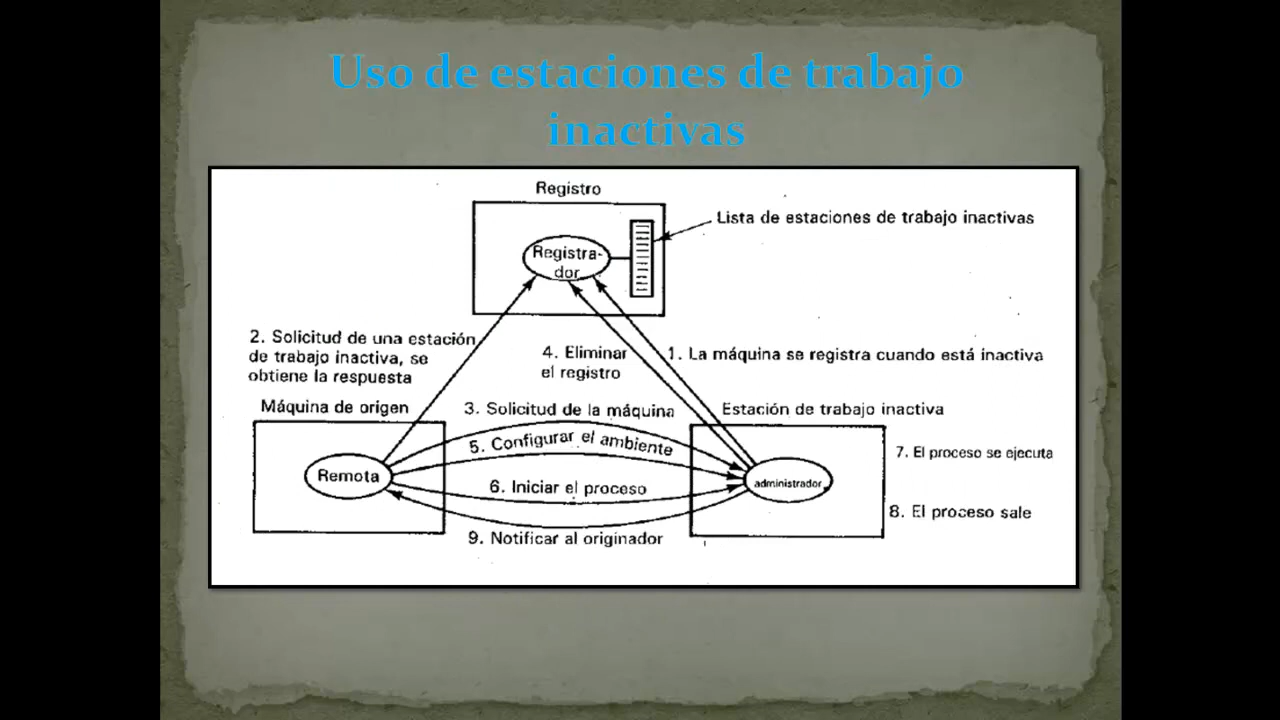 Uso de estaciones de trabajo
inactivas
Registro
Lista de estaciones de trabajo inactivas
Registra-
dor
2. Solicitud de una estación
de trabajo inactiva, se
obtiene la respuesta
4. Eliminar
el registro
1. La máquina se registra cuando está inactiva
Máquina de origen
3. Solicitud de la máquina
Estación de trabajo inactiva
5. Configurar el ambiente
7. El proceso se ejecuta
Remota
administrador
6. Iniciar el proceso
8. El proceso sale
9. Notificar al originador